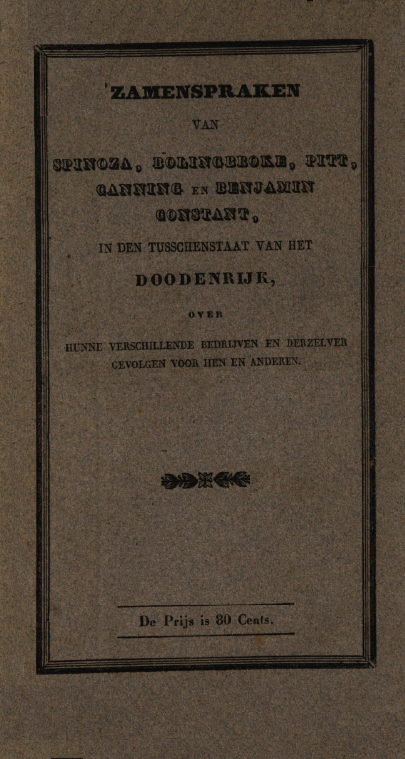 ZAMENSPRAKEN
VAN
SPINOZA, BOLINGBROKE, PITT,
CANNING EN BENJAMIN
CONSTANT,
IN DEN TUSSCHENSTAAT VAN HET
DOODENRIJK,
OVER
HUNNE VERSCHILLENDE BEDRIJVEN EN DERZELVER
GEVOLGEN VOOR HEN EN ANDEREN.
De Prijs is 80 Cents.